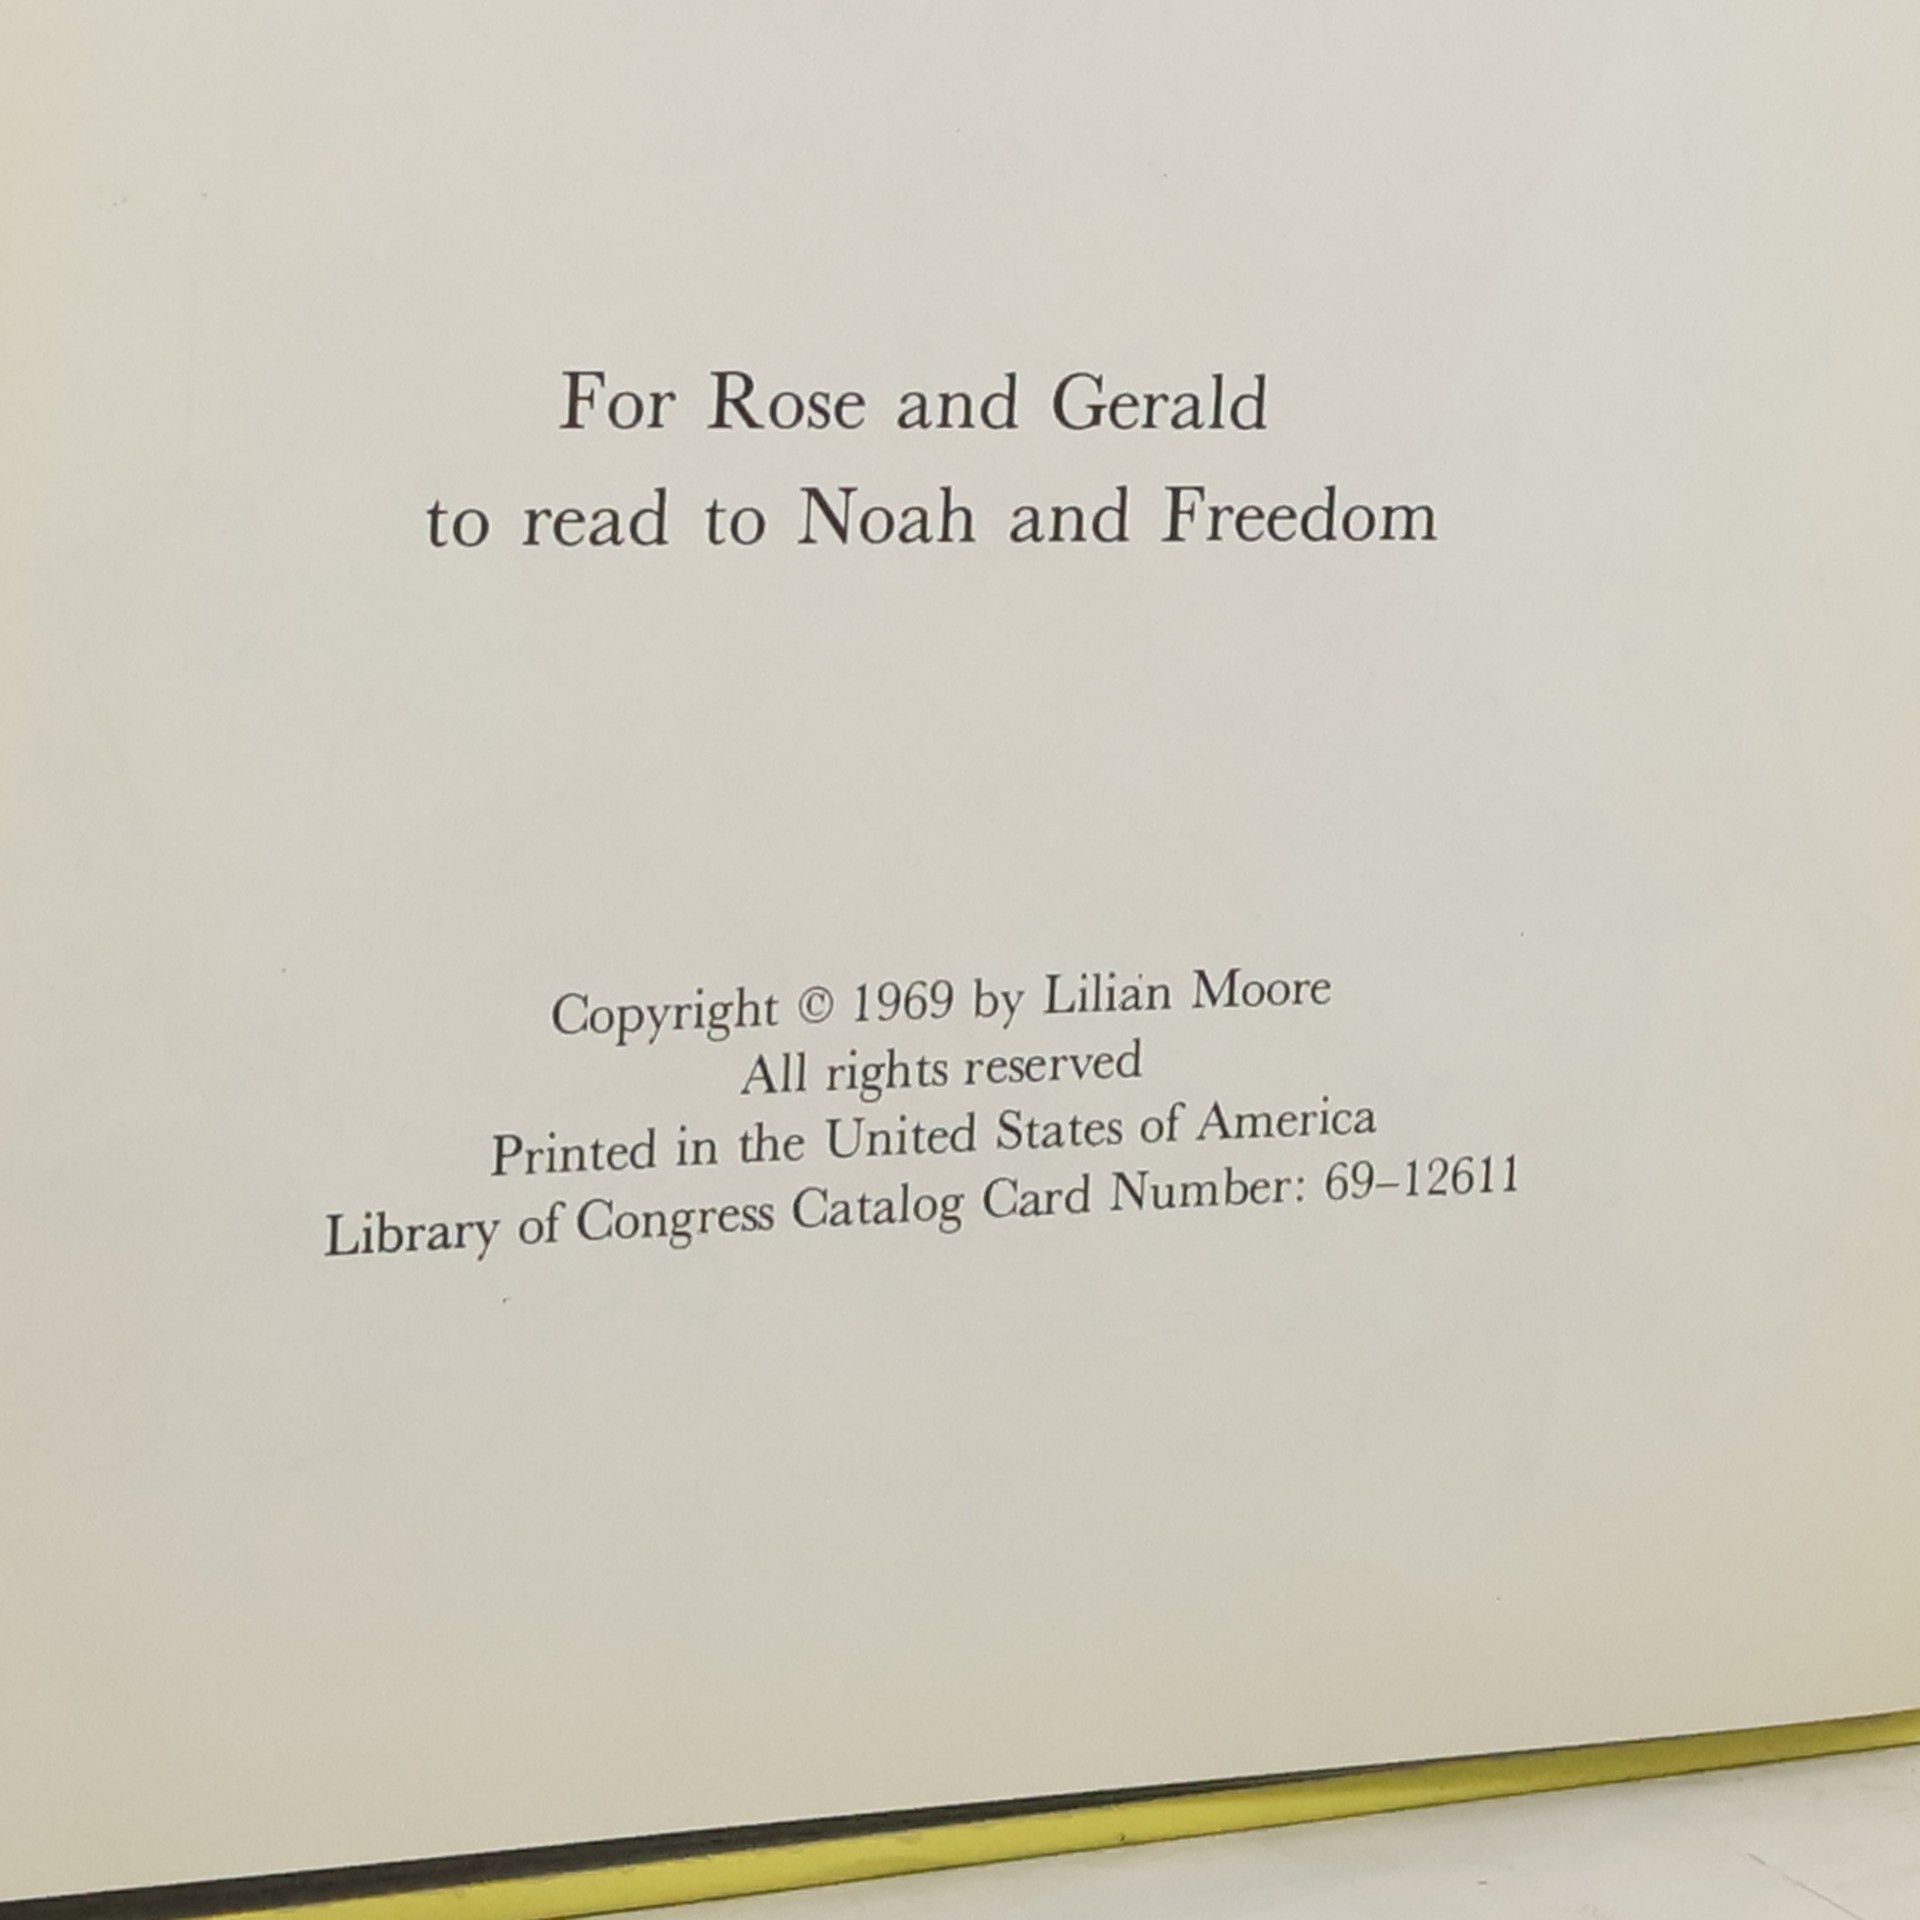 For Rose and Gerald
to read to Noah and Freedom
Copyright © 1969 by Lilian Moore
All rights reserved
Printed in the United States of America
Library of Congress Catalog Card Number: 69–12611